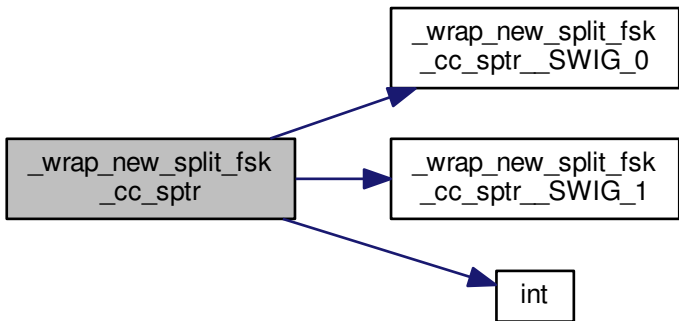 _wrap_new_split_fsk
_cc_sptr__SWIG_0
_wrap_new_split_fsk
_cc_sptr
_wrap_new_split_fsk
_cc_sptr__SWIG_1
int